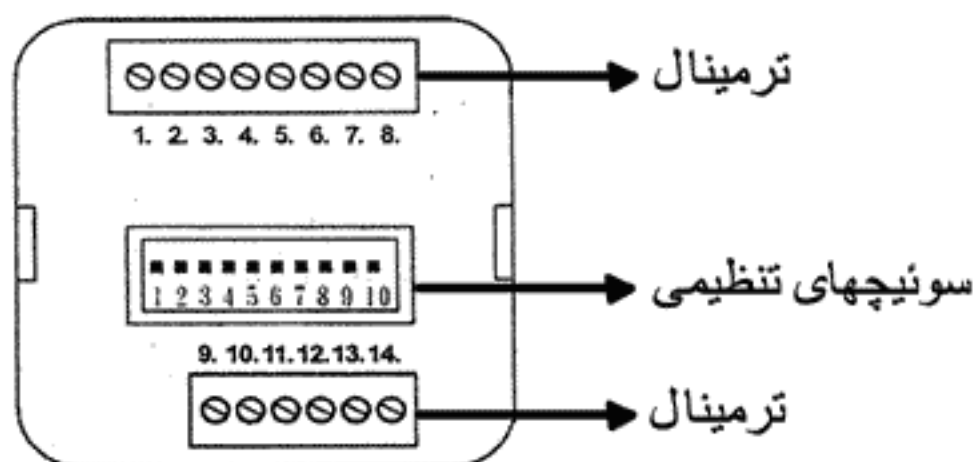 ترمینال
1. 2. 3. 4. 5. 6. 7. 8.
1 2 3 4 5 6 7 8 9 10
سوئیچهای تنظیمی
9. 10. 11. 12. 13. 14.
ترمینال